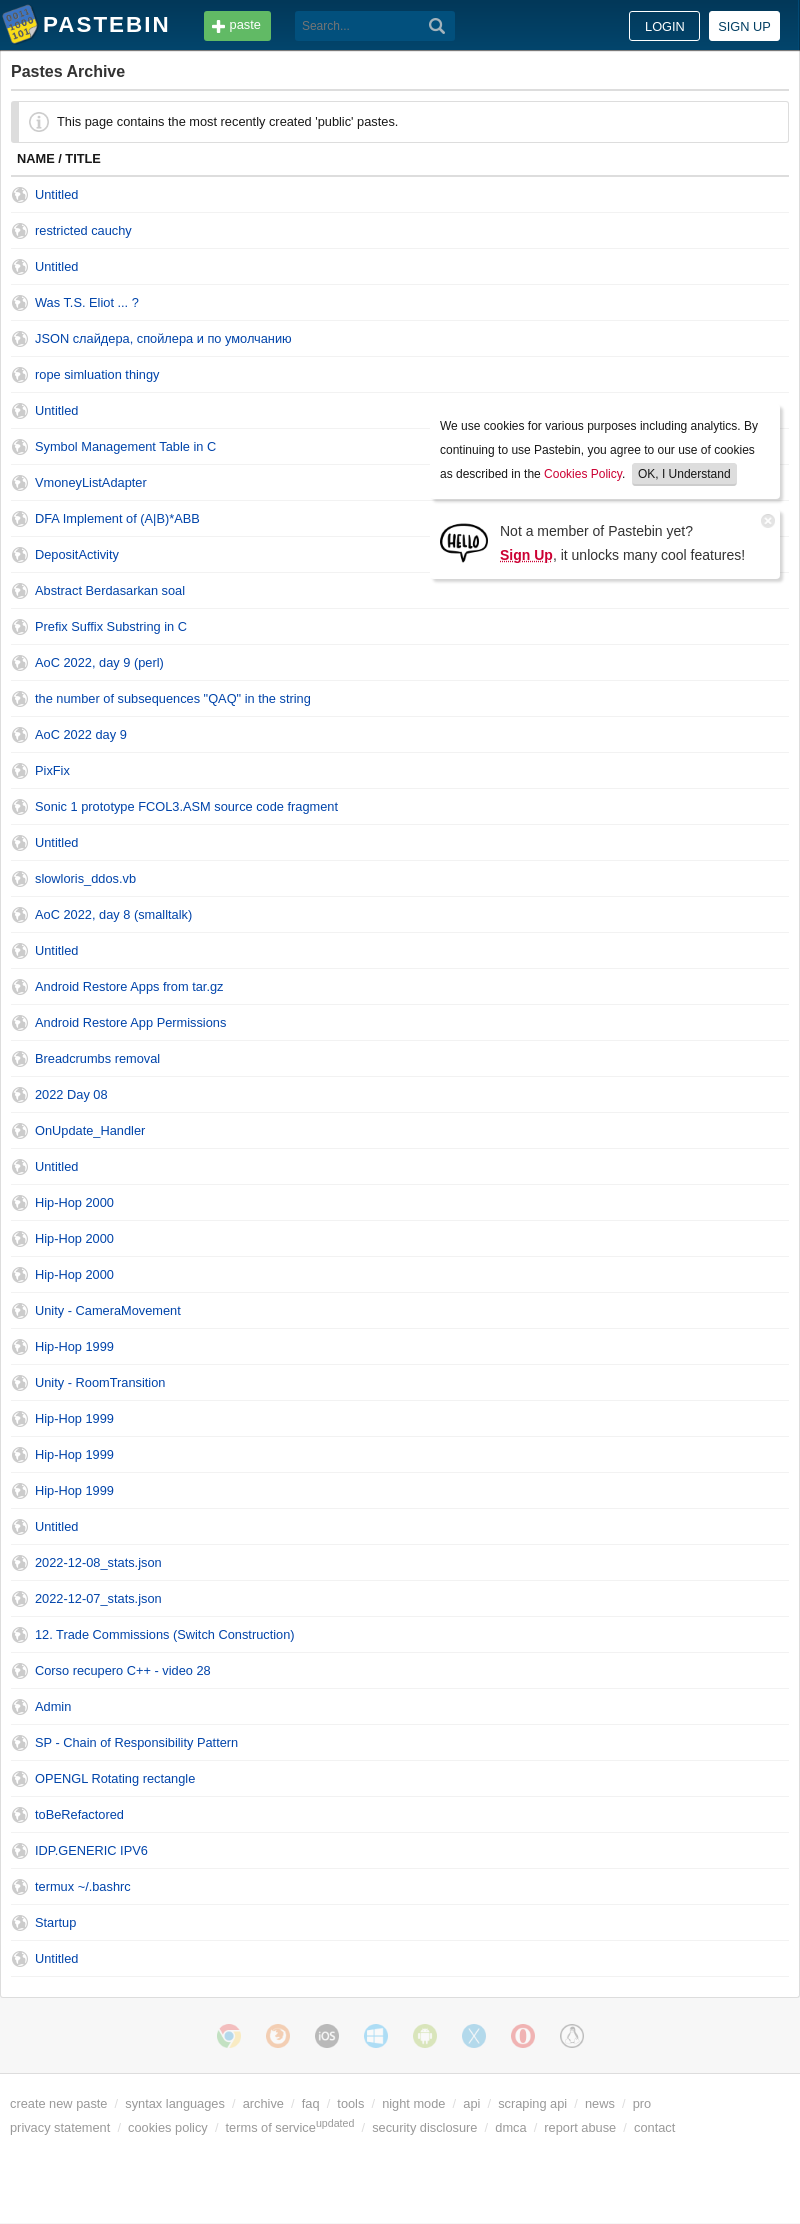 PASTEBIN paste Search... LOGIN SIGN UP
Pastes Archive
This page contains the most recently created 'public' pastes.
NAME / TITLE
Untitled
restricted cauchy
Untitled
Was T.S. Eliot ... ?
JSON слайдера, спойлера и по умолчанию
rope simluation thingy
Untitled
Symbol Management Table in C
VmoneyListAdapter
DFA Implement of (A|B)*ABB
DepositActivity
We use cookies for various purposes including analytics. By
continuing to use Pastebin, you agree to our use of cookies
as described in the Cookies Policy. OK, I Understand
HELLO
Not a member of Pastebin yet?
Sign Up, it unlocks many cool features!
Abstract Berdasarkan soal
Prefix Suffix Substring in C
AoC 2022, day 9 (perl)
the number of subsequences "QAQ" in the string
AoC 2022 day 9
PixFix
Sonic 1 prototype FCOL3.ASM source code fragment
Untitled
slowloris_ddos.vb
AoC 2022, day 8 (smalltalk)
Untitled
Android Restore Apps from tar.gz
Android Restore App Permissions
Breadcrumbs removal
2022 Day 08
OnUpdate_Handler
Untitled
Hip-Hop 2000
Hip-Hop 2000
Hip-Hop 2000
Unity - CameraMovement
Hip-Hop 1999
Unity - RoomTransition
Hip-Hop 1999
Hip-Hop 1999
Hip-Hop 1999
Untitled
2022-12-08_stats.json
2022-12-07_stats.json
12. Trade Commissions (Switch Construction)
Corso recupero C++ - video 28
Admin
SP - Chain of Responsibility Pattern
OPENGL Rotating rectangle
toBeRefactored
IDP.GENERIC IPV6
termux ~/.bashrc
Startup
Untitled
iOS
create new paste / syntax languages / archive / faq / tools / night mode / api / scraping api / news / pro
privacy statement / cookies policy / terms of service updated / security disclosure / dmca / report abuse / contact